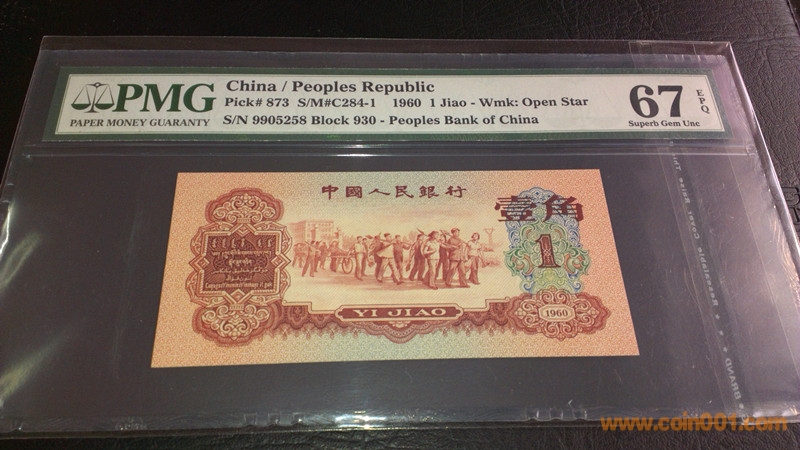 PMG
PAPER MONEY GUARANTY
China / Peoples Republic
Pick# 873 S/M#C284-1 1960 1 Jiao - Wmk: Open Star
S/N 9905258 Block 930 - Peoples Bank of China
67
EPQ
Superb Gem Unc
中國人民銀行
壹角
1
YI JIAO
1960
www.coin001.com